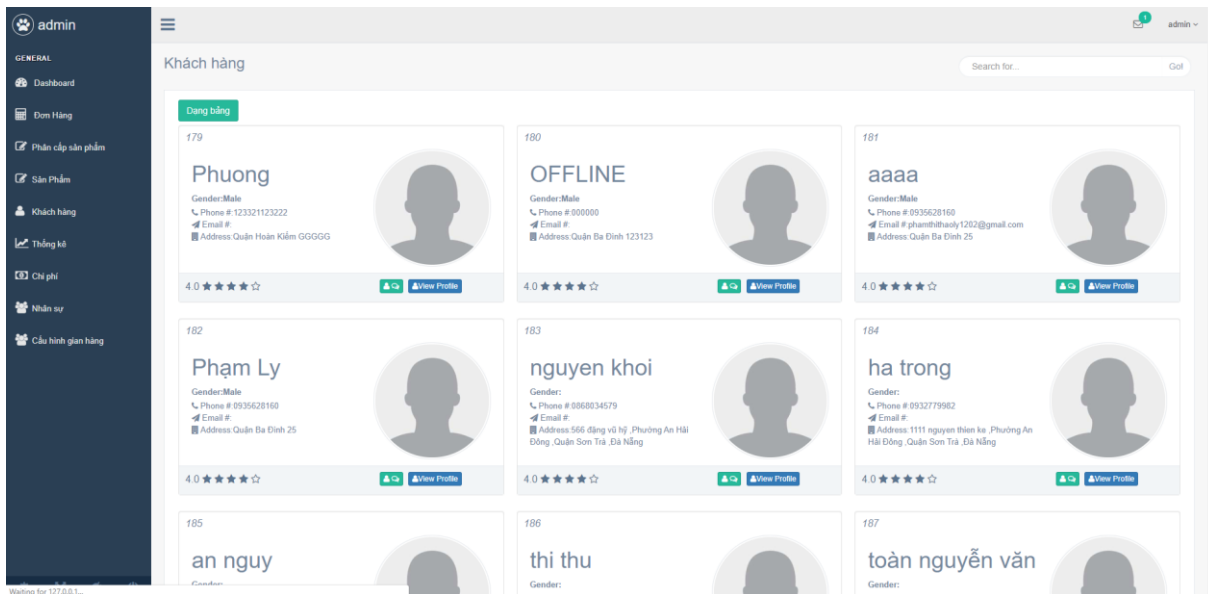 admin
1
admin
GENERAL
Dashboard
Đơn Hàng
Phân cấp sản phẩm
Sản Phẩm
Khách hàng
Thống kê
Chi phí
Nhân sự
Cấu hình gian hàng
Waiting for 127.0.0.1...
Khách hàng
Search for...
Go!
Dạng bảng
179
Phuong
Gender:Male
Phone #:123321123222
Email #:
Address:Quận Hoàn Kiếm GGGGG
4.0
View Profile
180
OFFLINE
Gender:Male
Phone #:000000
Email #:
Address:Quận Ba Đình 123123
4.0
View Profile
181
aaaa
Gender:Male
Phone #:0935628160
Email #:phamthithaoly1202@gmail.com
Address:Quận Ba Đình 25
4.0
View Profile
182
Phạm Ly
Gender:Male
Phone #:0935628160
Email #:
Address:Quận Ba Đình 25
4.0
View Profile
183
nguyen khoi
Gender:
Phone #:0868034579
Email #:
Address:566 đặng vũ hỷ ,Phường An Hải
Đông ,Quận Sơn Trà ,Đà Nẵng
4.0
View Profile
184
ha trong
Gender:
Phone #:0932779982
Email #:
Address:1111 nguyen thien ke ,Phường An
Hải Đông ,Quận Sơn Trà ,Đà Nẵng
4.0
View Profile
185
an nguy
Gender:
186
thi thu
Gender:
187
toàn nguyễn văn
Gender: